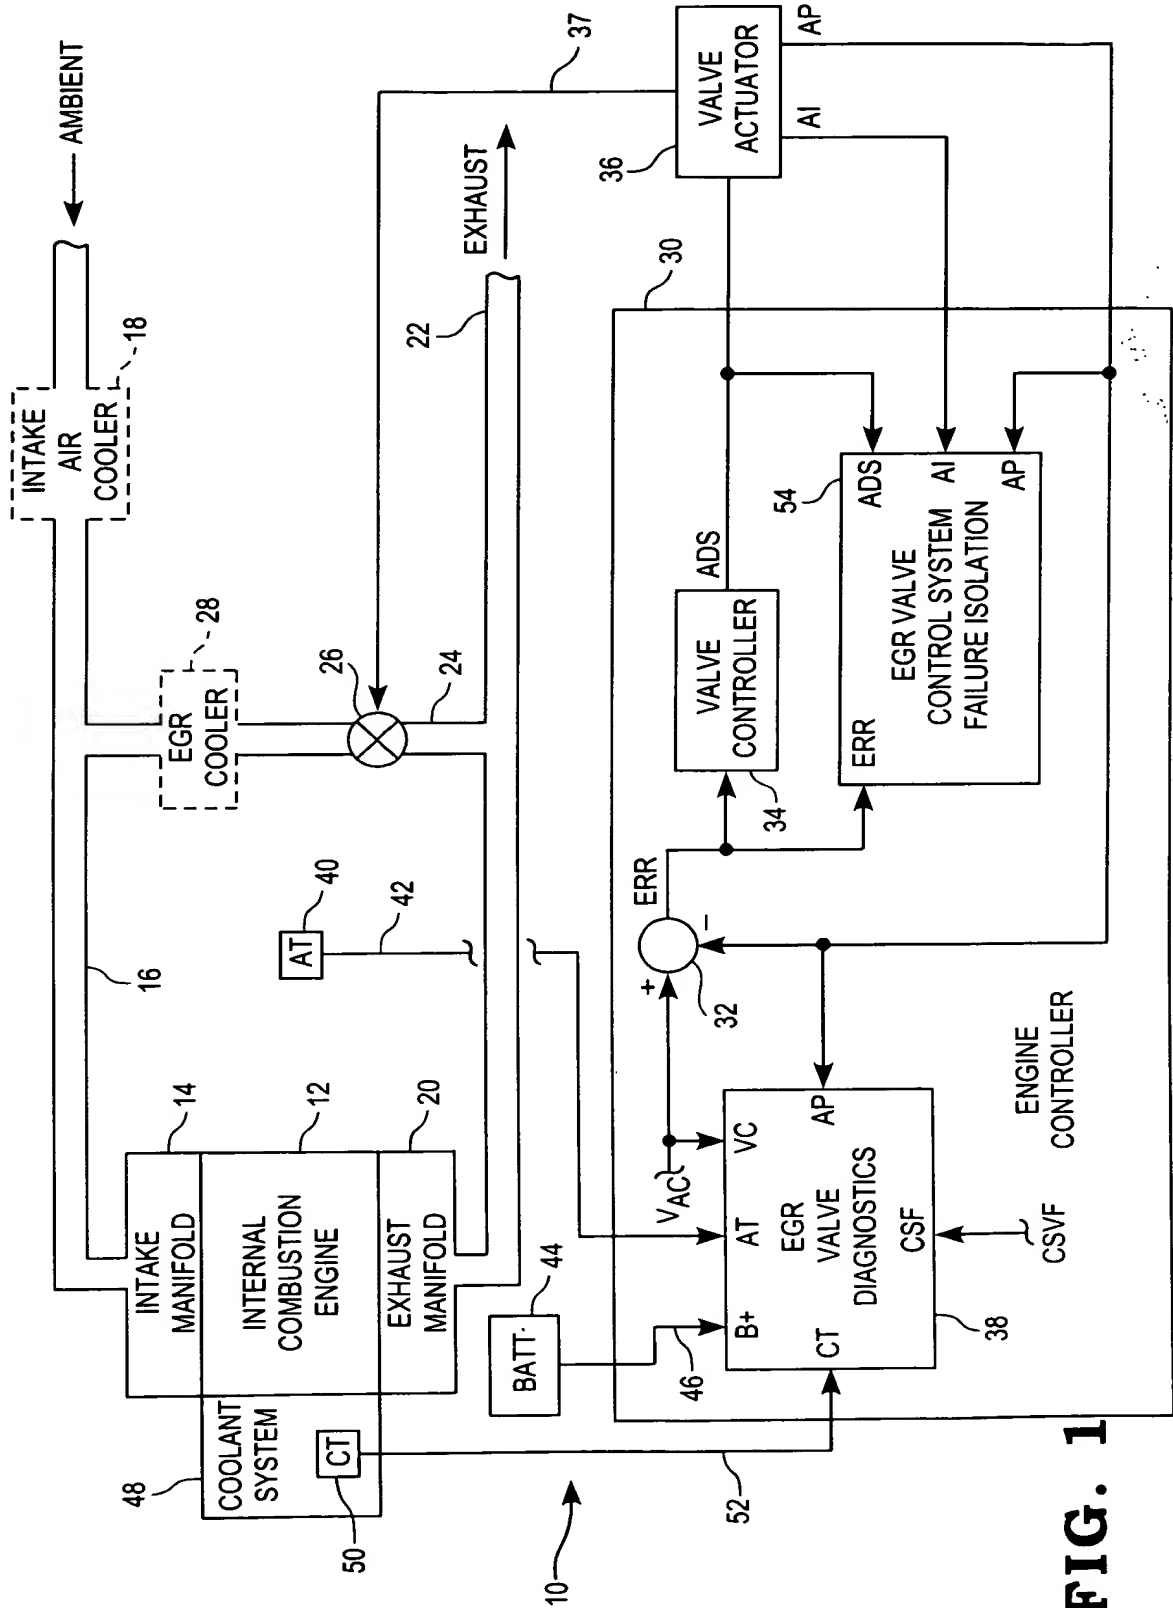 AMBIENT
INTAKE
AIR
COOLER
18
16
EGR
COOLER
28
14
INTAKE
MANIFOLD
12
INTERNAL
COMBUSTION
ENGINE
20
EXHAUST
MANIFOLD
COOLANT
SYSTEM
48
CT
50
AT
40
42
26
24
22
EXHAUST
37
10
BATT.
44
46
52
30
VALVE
ACTUATOR
36
AI
AP
ADS
VALVE
CONTROLLER
34
ERR
+
-
32
VAC
54
ADS
AI
AP
ERR
EGR VALVE
CONTROL SYSTEM
FAILURE ISOLATION
B+
AT
VC
AP
CT
CSF
EGR
VALVE
DIAGNOSTICS
38
CSVF
ENGINE
CONTROLLER
FIG. 1